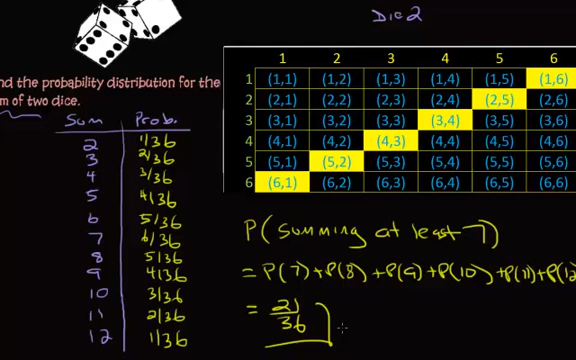 Dice 2
nd the probability distribution for the
m of two dice.
Sum Prob.
2 1/36
3 2/36
4 3/36
5 4/36
6 5/36
7 6/36
8 5/36
9 4/36
10 3/36
11 2/36
12 1/36
1 2 3 4 5 6
1 (1,1) (1,2) (1,3) (1,4) (1,5) (1,6)
2 (2,1) (2,2) (2,3) (2,4) (2,5) (2,6)
3 (3,1) (3,2) (3,3) (3,4) (3,5) (3,6)
4 (4,1) (4,2) (4,3) (4,4) (4,5) (4,6)
5 (5,1) (5,2) (5,3) (5,4) (5,5) (5,6)
6 (6,1) (6,2) (6,3) (6,4) (6,5) (6,6)
P(Summing at least 7)
= P(7) + P(8) + P(9) + P(10) + P(11) + P(12
= 21/36